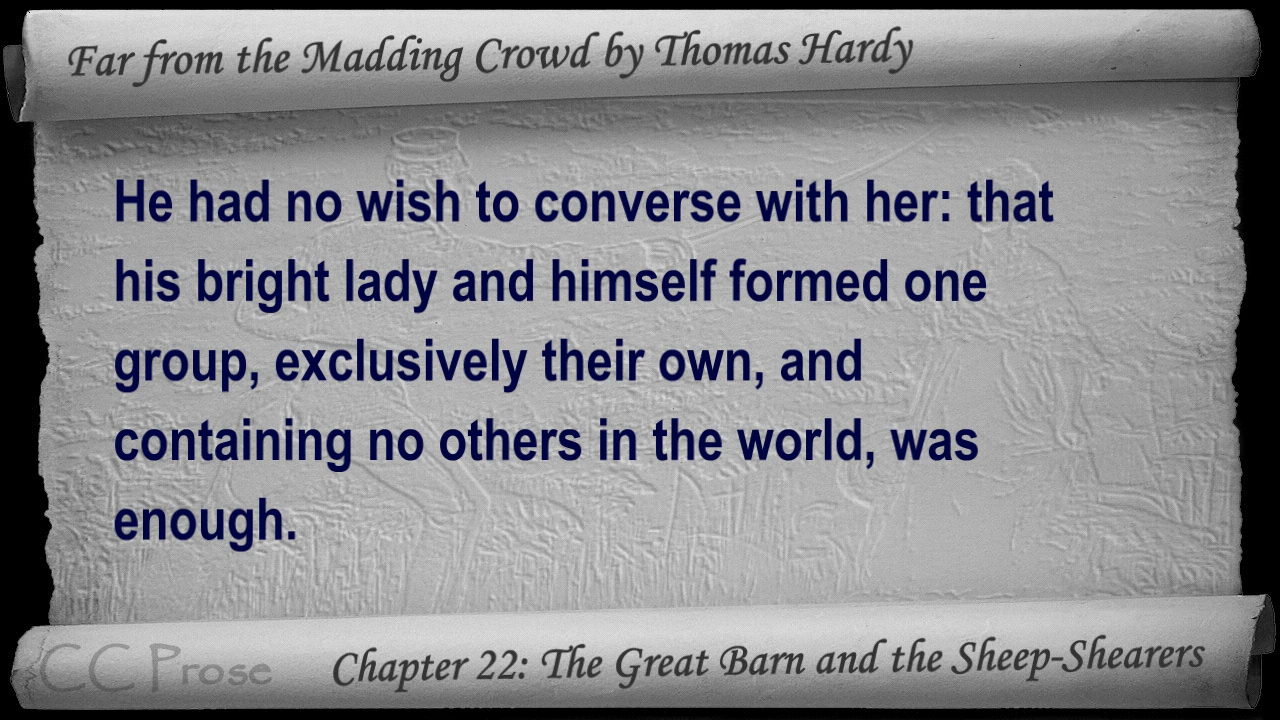 Far from the Madding Crowd by Thomas Hardy
He had no wish to converse with her: that
his bright lady and himself formed one
group, exclusively their own, and
containing no others in the world, was
enough.
CC Prose
Chapter 22: The Great Barn and the Sheep-Shearers